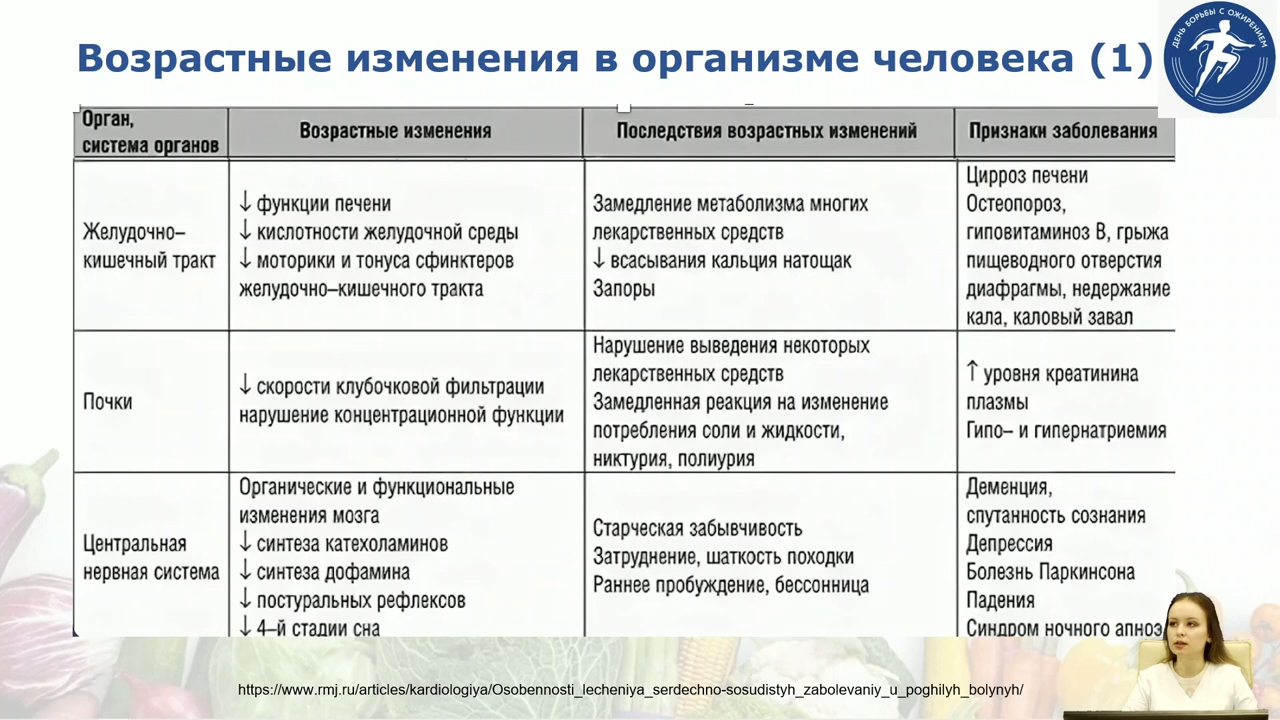 Возрастные изменения в организме человека (1)
ДЕНЬ БОРЬБЫ С ОЖИРЕНИЕМ
Орган,
система органов
Возрастные изменения
Последствия возрастных изменений
Признаки заболевания
Желудочно–
кишечный тракт
↓ функции печени
↓ кислотности желудочной среды
↓ моторики и тонуса сфинктеров
желудочно–кишечного тракта
Замедление метаболизма многих
лекарственных средств
↓ всасывания кальция натощак
Запоры
Цирроз печени
Остеопороз,
гиповитаминоз В, грыжа
пищеводного отверстия
диафрагмы, недержание
кала, каловый завал
Почки
↓ скорости клубочковой фильтрации
нарушение концентрационной функции
Нарушение выведения некоторых
лекарственных средств
Замедленная реакция на изменение
потребления соли и жидкости,
никтурия, полиурия
↑ уровня креатинина
плазмы
Гипо– и гипернатриемия
Центральная
нервная система
Органические и функциональные
изменения мозга
↓ синтеза катехоламинов
↓ синтеза дофамина
↓ постуральных рефлексов
↓ 4–й стадии сна
Старческая забывчивость
Затруднение, шаткость походки
Раннее пробуждение, бессонница
Деменция,
спутанность сознания
Депрессия
Болезнь Паркинсона
Падения
Синдром ночного апноэ
https://www.rmj.ru/articles/kardiologiya/Osobennosti_lecheniya_serdechno-sosudistyh_zabolevaniy_u_poghilyh_bolynyh/